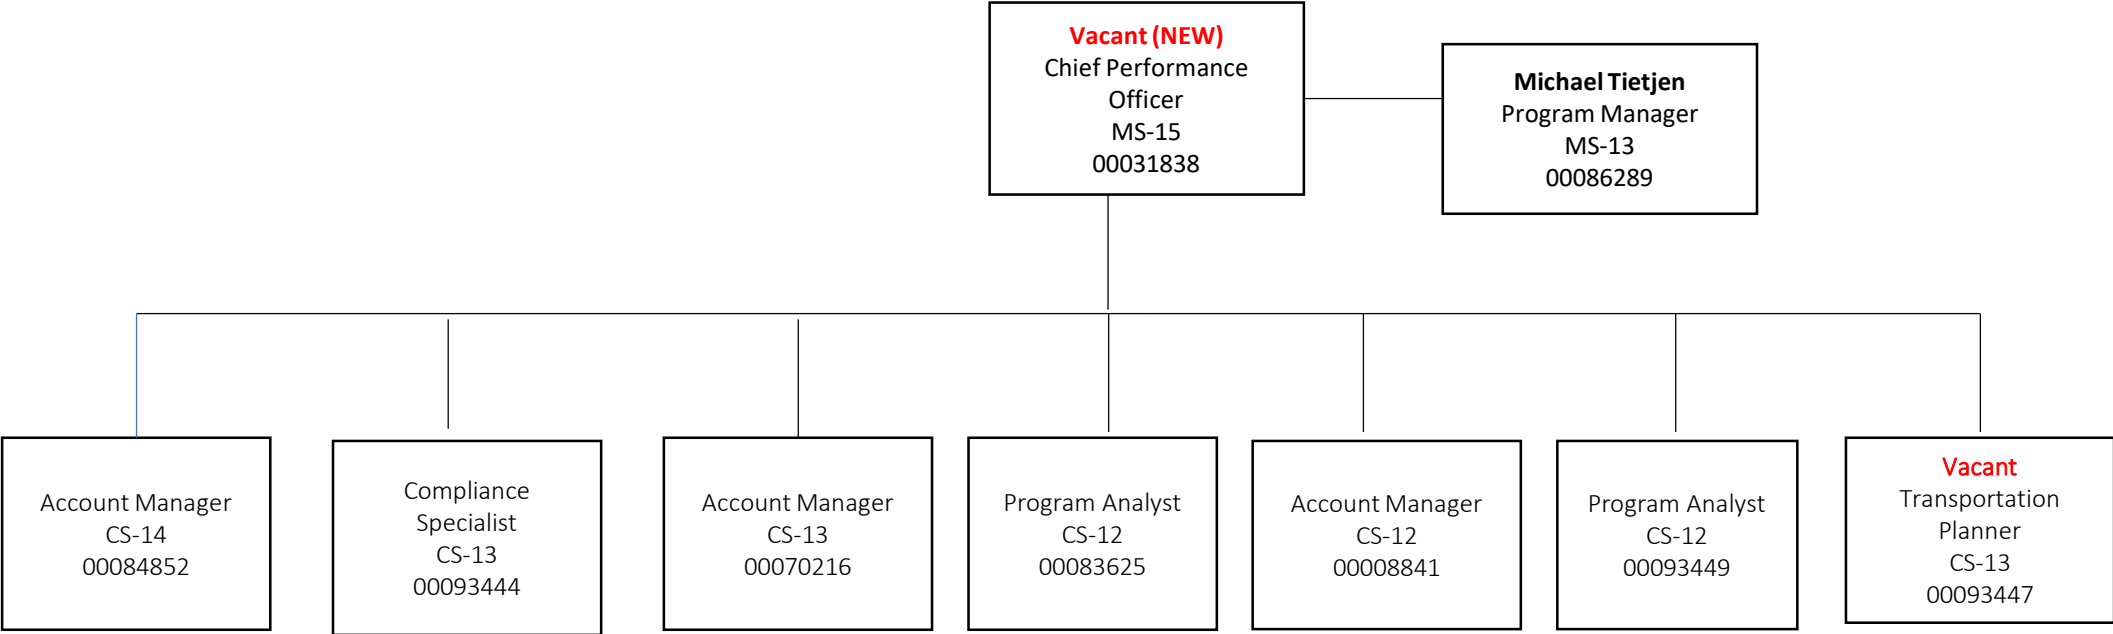 Vacant (NEW)
Chief Performance
Officer
MS-15
00031838
Michael Tietjen
Program Manager
MS-13
00086289
Account Manager
CS-14
00084852
Compliance
Specialist
CS-13
00093444
Account Manager
CS-13
00070216
Program Analyst
CS-12
00083625
Account Manager
CS-12
00008841
Program Analyst
CS-12
00093449
Vacant
Transportation
Planner
CS-13
00093447